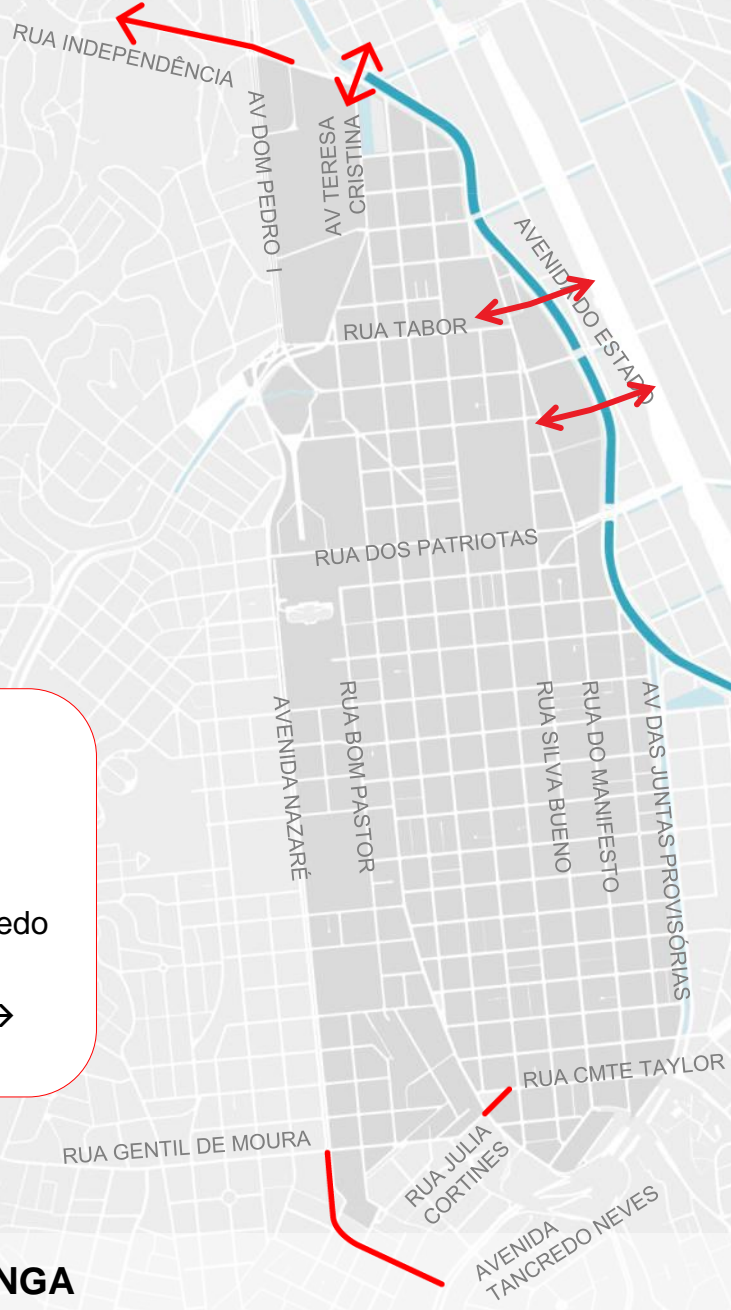 RUA INDEPENDÊNCIA
AV DOM PEDRO I
AV TERESA
CRISTINA
AVENIDA DO ESTADO
RUA TABOR
RUA DOS PATRIOTAS
AVENIDA NAZARÉ
RUA BOM PASTOR
RUA SILVA BUENO
RUA DO MANIFESTO
AV DAS JUNTAS PROVISÓRIAS
edo
→
RUA CMTE TAYLOR
RUA GENTIL DE MOURA
RUA JULIA
CORTINES
AVENIDA
TANCREDO NEVES
NGA